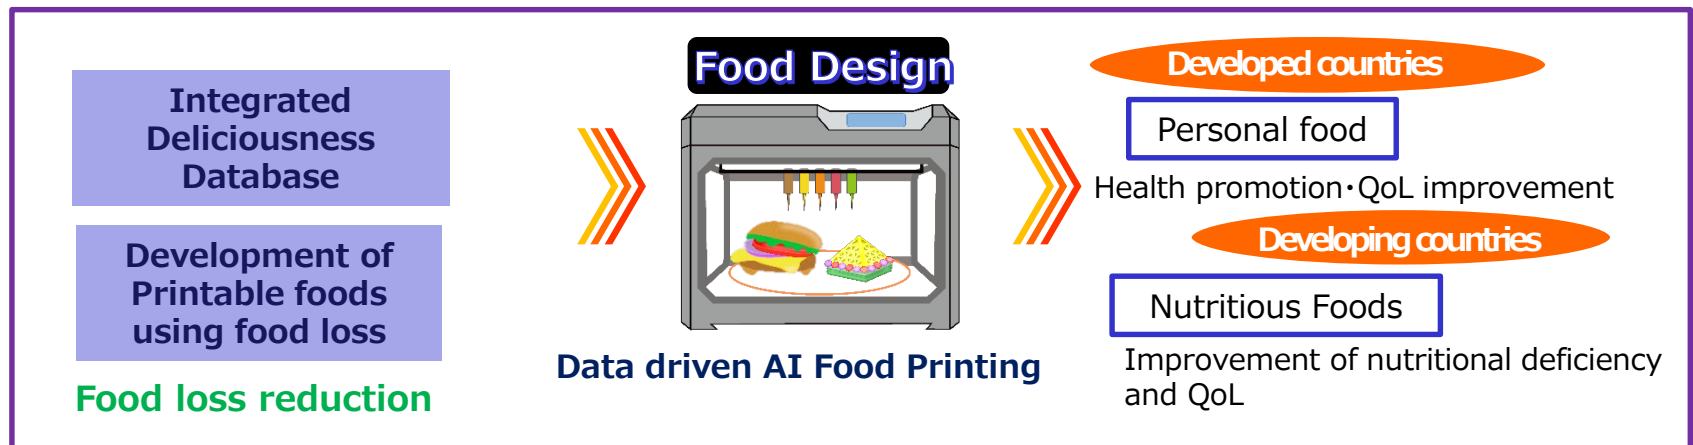 Integrated
Deliciousness
Database
Development of
Printable foods
using food loss
Food loss reduction
Food Design
Data driven AI Food Printing
Developed countries
Personal food
Health promotion・QoL improvement
Developing countries
Nutritious Foods
Improvement of nutritional deficiency
and QoL